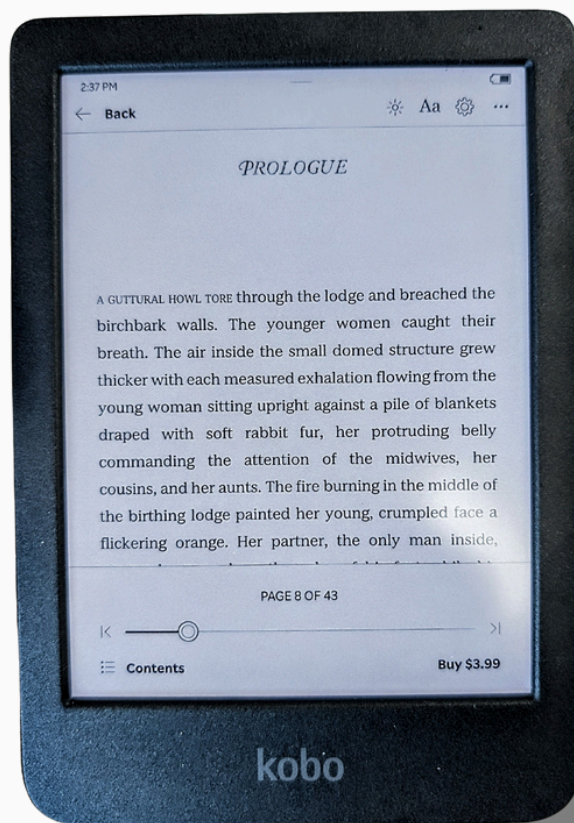 2:37 PM
Back
Aa
PROLOGUE
A GUTTURAL HOWL TORE through the lodge and breached the
birchbark walls. The younger women caught their
breath. The air inside the small domed structure grew
thicker with each measured exhalation flowing from the
young woman sitting upright against a pile of blankets
draped with soft rabbit fur, her protruding belly
commanding the attention of the midwives, her
cousins, and her aunts. The fire burning in the middle of
the birthing lodge painted her young, crumpled face a
flickering orange. Her partner, the only man inside,
PAGE 8 OF 43
Contents
Buy $3.99
kobo